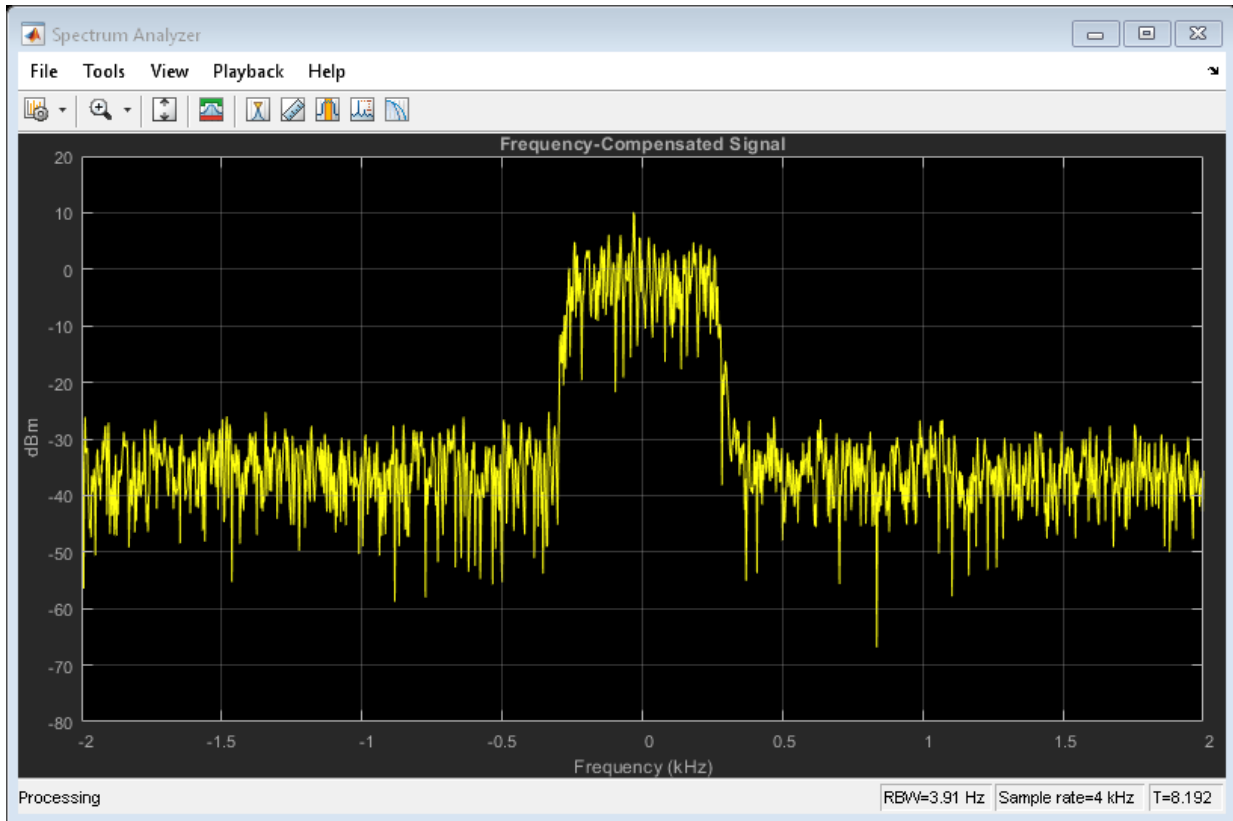 Spectrum Analyzer
File Tools View Playback Help
Frequency-Compensated Signal
20
10
0
-10
-20
-30
-40
-50
-60
-70
-80
dBm
-2 -1.5 -1 -0.5 0 0.5 1 1.5 2
Frequency (kHz)
Processing RBW=3.91 Hz Sample rate=4 kHz T=8.192